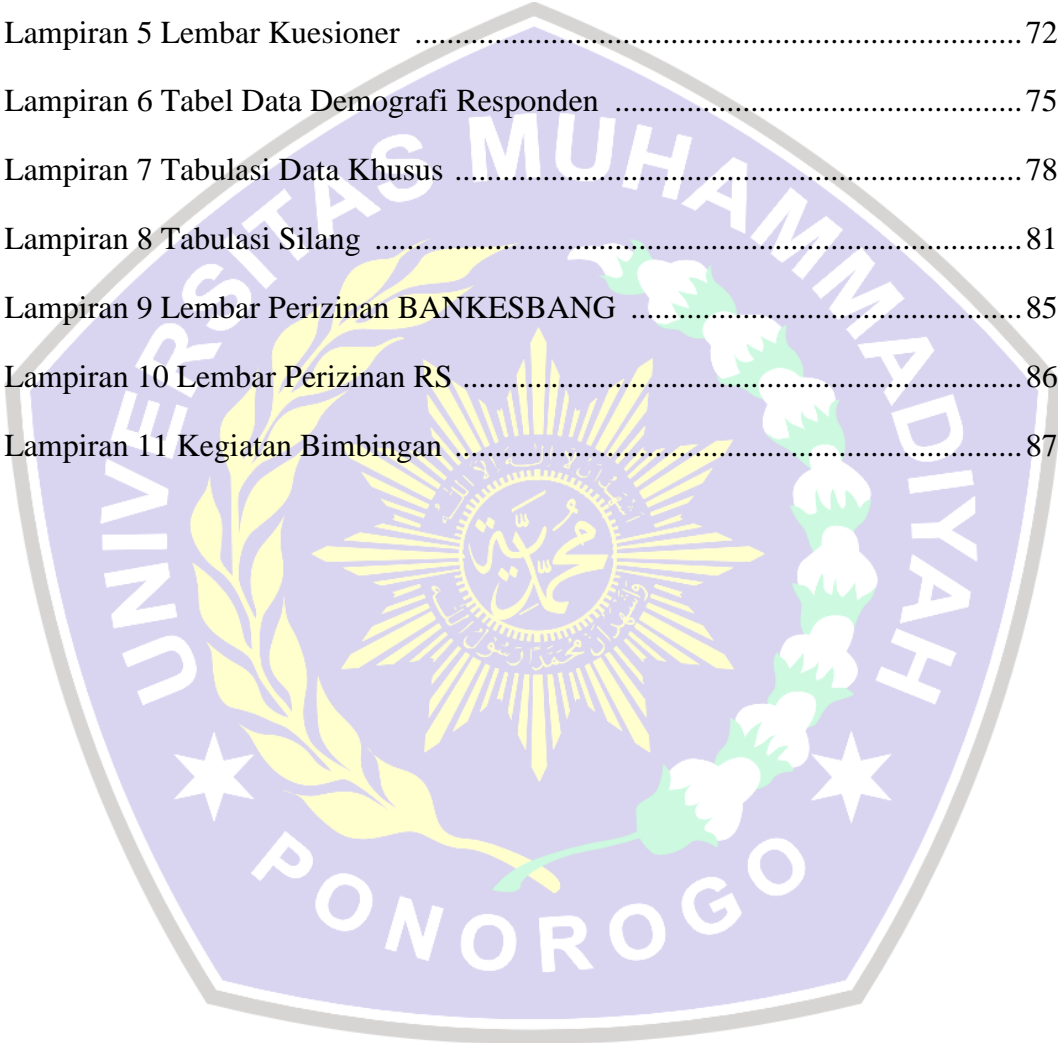 Lampiran 5 Lembar Kuesioner .......................................................................... 72
Lampiran 6 Tabel Data Demografi Responden .................................................. 75
Lampiran 7 Tabulasi Data Khusus ..................................................................... 78
Lampiran 8 Tabulasi Silang ............................................................................... 81
Lampiran 9 Lembar Perizinan BANKESBANG ................................................ 85
Lampiran 10 Lembar Perizinan RS .................................................................... 86
Lampiran 11 Kegiatan Bimbingan ..................................................................... 87
UNIVERSITAS MUHAMMADIYAH
PONOROGO
محمدية